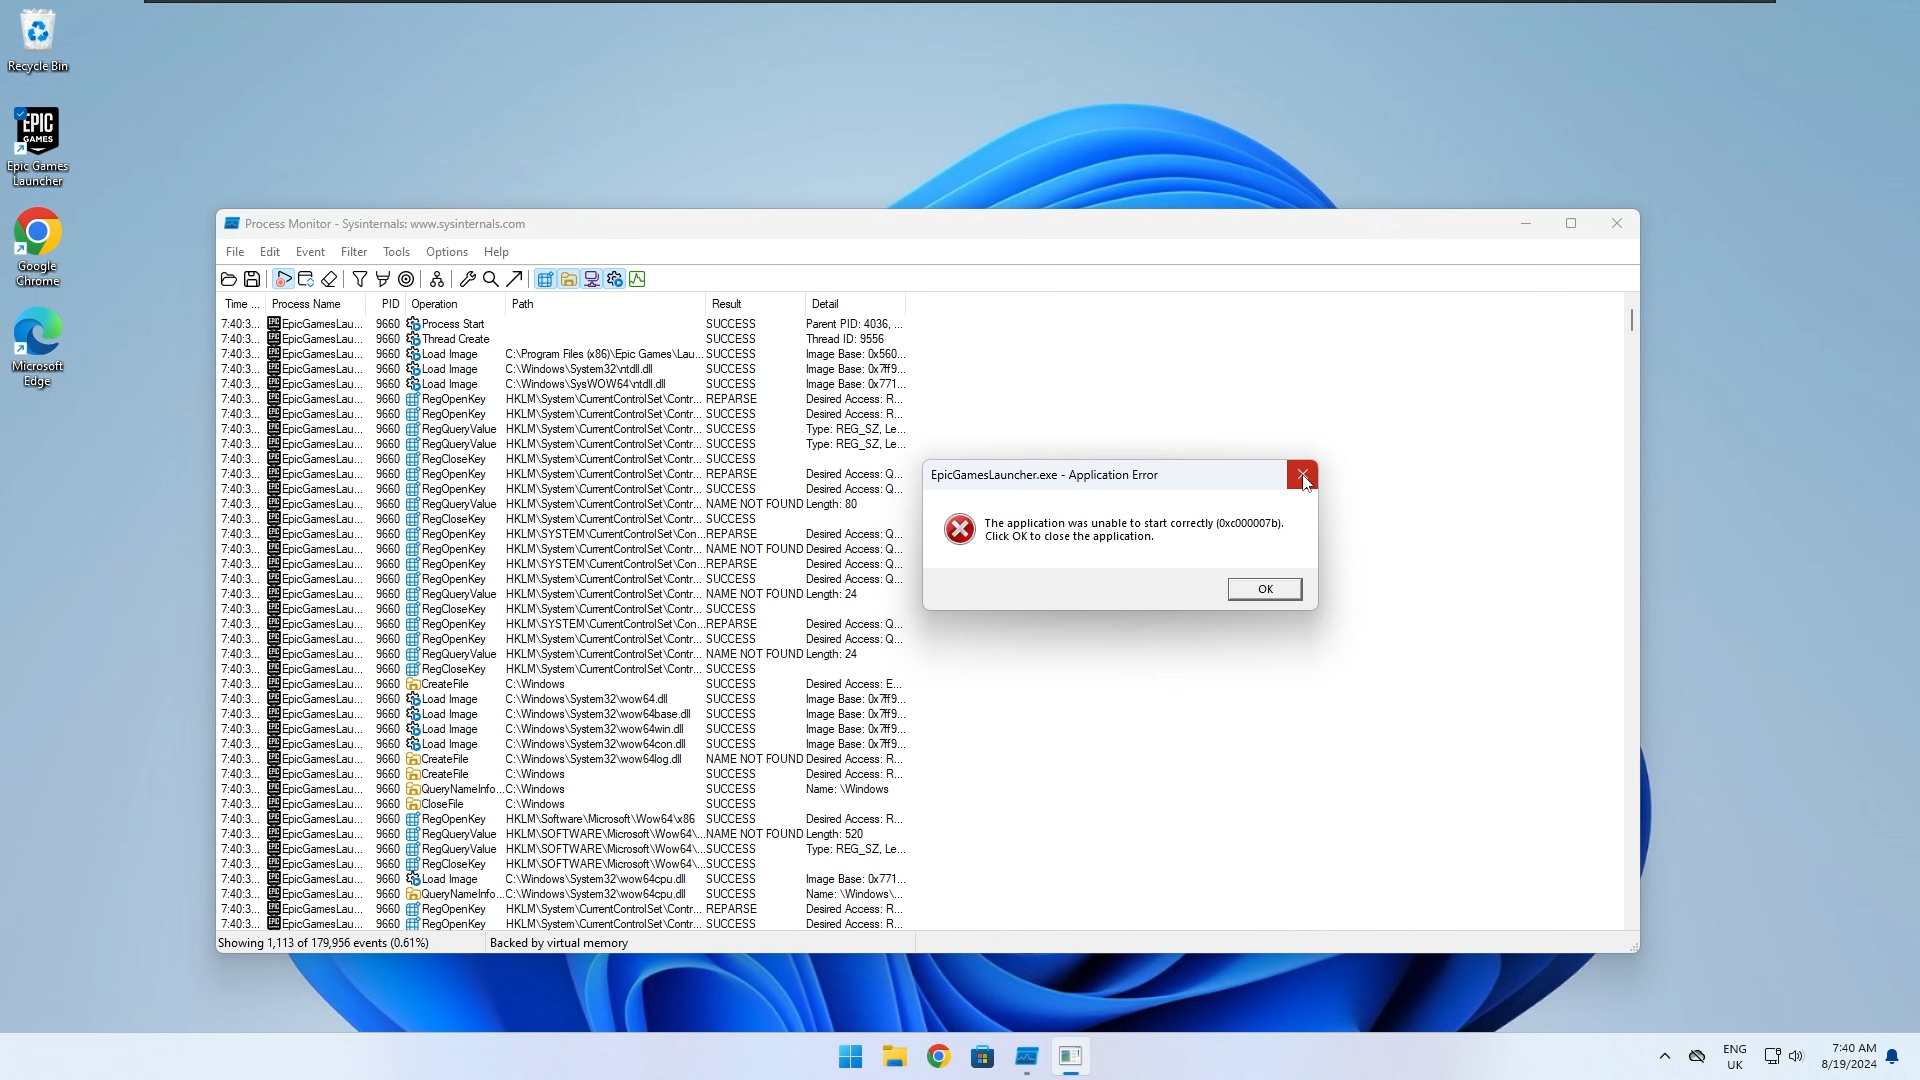 Recycle Bin
EPIC
GAMES
Epic Games
Launcher
Google
Chrome
Microsoft
Edge
Process Monitor - Sysinternals: www.sysinternals.com
File Edit Event Filter Tools Options Help
Time ... Process Name PID Operation Path Result Detail
7:40:3... EpicGamesLau... 9660 Process Start SUCCESS Parent PID: 4036, ...
7:40:3... EpicGamesLau... 9660 Thread Create SUCCESS Thread ID: 9556
7:40:3... EpicGamesLau... 9660 Load Image C:\Program Files (x86)\Epic Games\Lau... SUCCESS Image Base: 0x560...
7:40:3... EpicGamesLau... 9660 Load Image C:\Windows\System32\ntdll.dll SUCCESS Image Base: 0x7ff9...
7:40:3... EpicGamesLau... 9660 Load Image C:\Windows\SysWOW64\ntdll.dll SUCCESS Image Base: 0x771...
7:40:3... EpicGamesLau... 9660 RegOpenKey HKLM\System\CurrentControlSet\Contr... REPARSE Desired Access: R...
7:40:3... EpicGamesLau... 9660 RegOpenKey HKLM\System\CurrentControlSet\Contr... SUCCESS Desired Access: R...
7:40:3... EpicGamesLau... 9660 RegQueryValue HKLM\System\CurrentControlSet\Contr... SUCCESS Type: REG_SZ, Le...
7:40:3... EpicGamesLau... 9660 RegQueryValue HKLM\System\CurrentControlSet\Contr... SUCCESS Type: REG_SZ, Le...
7:40:3... EpicGamesLau... 9660 RegCloseKey HKLM\System\CurrentControlSet\Contr... SUCCESS
7:40:3... EpicGamesLau... 9660 RegOpenKey HKLM\System\CurrentControlSet\Contr... REPARSE Desired Access: Q...
7:40:3... EpicGamesLau... 9660 RegOpenKey HKLM\System\CurrentControlSet\Contr... SUCCESS Desired Access: Q...
7:40:3... EpicGamesLau... 9660 RegQueryValue HKLM\System\CurrentControlSet\Contr... NAME NOT FOUND Length: 80
7:40:3... EpicGamesLau... 9660 RegCloseKey HKLM\System\CurrentControlSet\Contr... SUCCESS
7:40:3... EpicGamesLau... 9660 RegOpenKey HKLM\SYSTEM\CurrentControlSet\Con... REPARSE Desired Access: Q...
7:40:3... EpicGamesLau... 9660 RegOpenKey HKLM\System\CurrentControlSet\Contr... NAME NOT FOUND Desired Access: Q...
7:40:3... EpicGamesLau... 9660 RegOpenKey HKLM\SYSTEM\CurrentControlSet\Con... REPARSE Desired Access: Q...
7:40:3... EpicGamesLau... 9660 RegOpenKey HKLM\System\CurrentControlSet\Contr... SUCCESS Desired Access: Q...
7:40:3... EpicGamesLau... 9660 RegQueryValue HKLM\System\CurrentControlSet\Contr... NAME NOT FOUND Length: 24
7:40:3... EpicGamesLau... 9660 RegCloseKey HKLM\System\CurrentControlSet\Contr... SUCCESS
7:40:3... EpicGamesLau... 9660 RegOpenKey HKLM\SYSTEM\CurrentControlSet\Con... REPARSE Desired Access: Q...
7:40:3... EpicGamesLau... 9660 RegOpenKey HKLM\System\CurrentControlSet\Contr... SUCCESS Desired Access: Q...
7:40:3... EpicGamesLau... 9660 RegQueryValue HKLM\System\CurrentControlSet\Contr... NAME NOT FOUND Length: 24
7:40:3... EpicGamesLau... 9660 RegCloseKey HKLM\System\CurrentControlSet\Contr... SUCCESS
7:40:3... EpicGamesLau... 9660 CreateFile C:\Windows SUCCESS Desired Access: E...
7:40:3... EpicGamesLau... 9660 Load Image C:\Windows\System32\wow64.dll SUCCESS Image Base: 0x7ff9...
7:40:3... EpicGamesLau... 9660 Load Image C:\Windows\System32\wow64base.dll SUCCESS Image Base: 0x7ff9...
7:40:3... EpicGamesLau... 9660 Load Image C:\Windows\System32\wow64win.dll SUCCESS Image Base: 0x7ff9...
7:40:3... EpicGamesLau... 9660 Load Image C:\Windows\System32\wow64con.dll SUCCESS Image Base: 0x7ff9...
7:40:3... EpicGamesLau... 9660 CreateFile C:\Windows\System32\wow64log.dll NAME NOT FOUND Desired Access: R...
7:40:3... EpicGamesLau... 9660 CreateFile C:\Windows SUCCESS Desired Access: R...
7:40:3... EpicGamesLau... 9660 QueryNameInfo... C:\Windows SUCCESS Name: \Windows
7:40:3... EpicGamesLau... 9660 CloseFile C:\Windows SUCCESS
7:40:3... EpicGamesLau... 9660 RegOpenKey HKLM\Software\Microsoft\Wow64\x86 SUCCESS Desired Access: R...
7:40:3... EpicGamesLau... 9660 RegQueryValue HKLM\SOFTWARE\Microsoft\Wow64\... NAME NOT FOUND Length: 520
7:40:3... EpicGamesLau... 9660 RegQueryValue HKLM\SOFTWARE\Microsoft\Wow64\... SUCCESS Type: REG_SZ, Le...
7:40:3... EpicGamesLau... 9660 RegCloseKey HKLM\SOFTWARE\Microsoft\Wow64\... SUCCESS
7:40:3... EpicGamesLau... 9660 Load Image C:\Windows\System32\wow64cpu.dll SUCCESS Image Base: 0x771...
7:40:3... EpicGamesLau... 9660 QueryNameInfo... C:\Windows\System32\wow64cpu.dll SUCCESS Name: \Windows\...
7:40:3... EpicGamesLau... 9660 RegOpenKey HKLM\System\CurrentControlSet\Contr... REPARSE Desired Access: R...
7:40:3... EpicGamesLau... 9660 RegOpenKey HKLM\System\CurrentControlSet\Contr... SUCCESS Desired Access: R...
Showing 1,113 of 179,956 events (0.61%) Backed by virtual memory
EpicGamesLauncher.exe - Application Error
The application was unable to start correctly (0xc000007b).
Click OK to close the application.
OK
ENG
UK
7:40 AM
8/19/2024